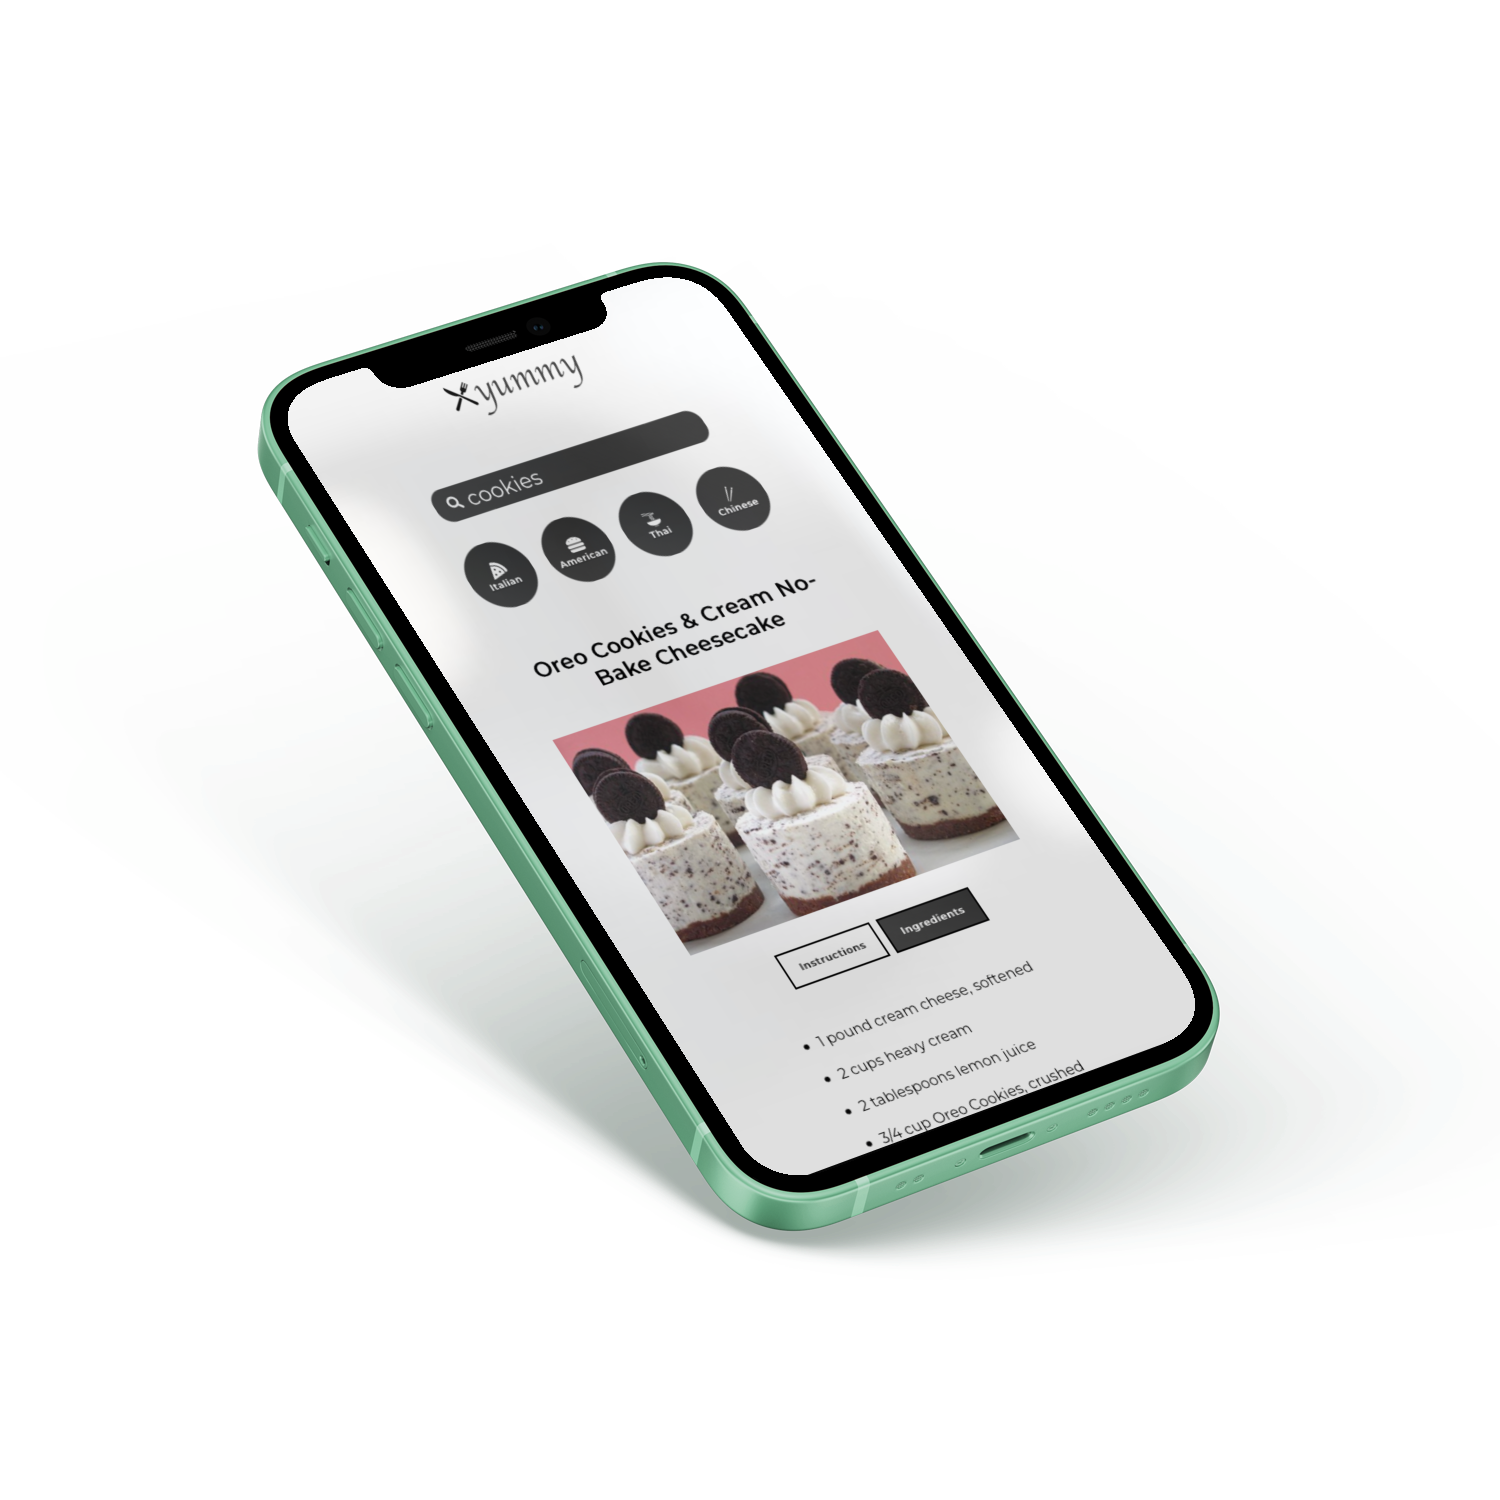 yummy
cookies
Italian
American
Thai
Chinese
Oreo Cookies & Cream No-
Bake Cheesecake
Instructions
Ingredients
• 1 pound cream cheese, softened
• 2 cups heavy cream
• 2 tablespoons lemon juice
• 3/4 cup Oreo Cookies, crushed